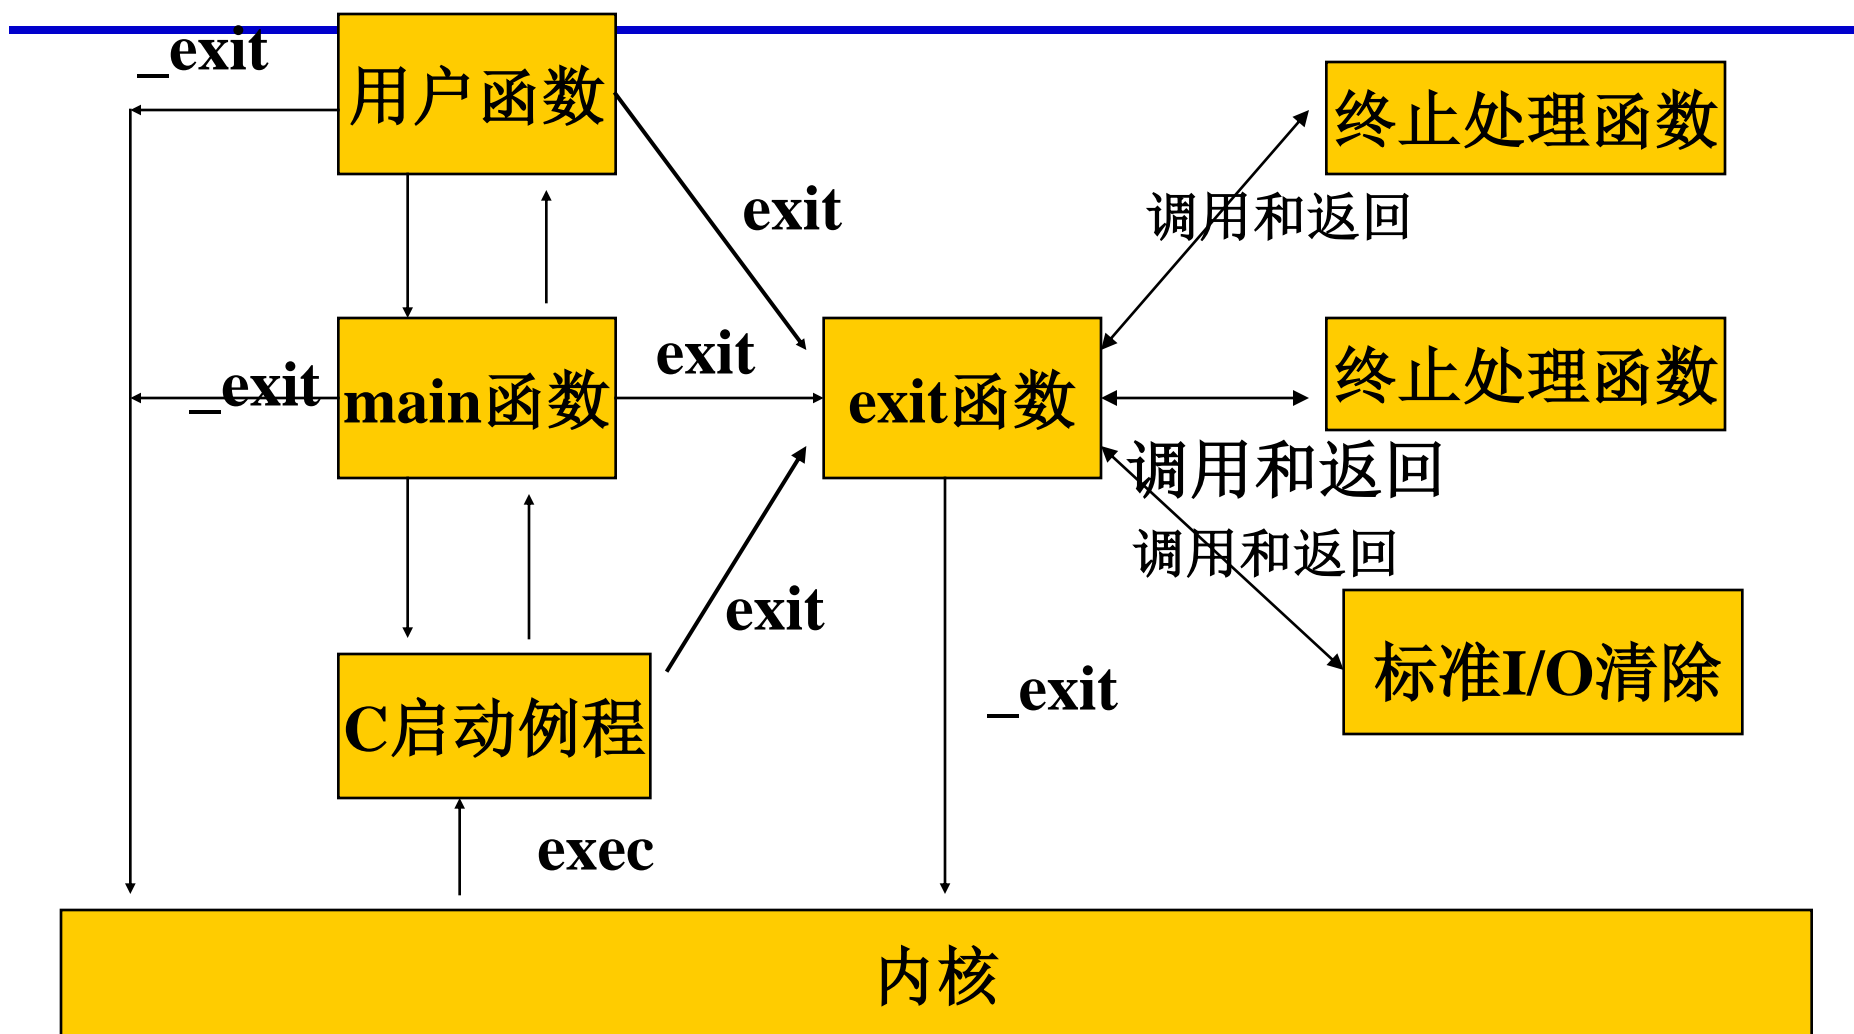 _exit
用户函数
终止处理函数
exit
调用和返回
_exit
main函数
exit
exit函数
终止处理函数
调用和返回
调用和返回
exit
C启动例程
_exit
标准I/O清除
exec
内核